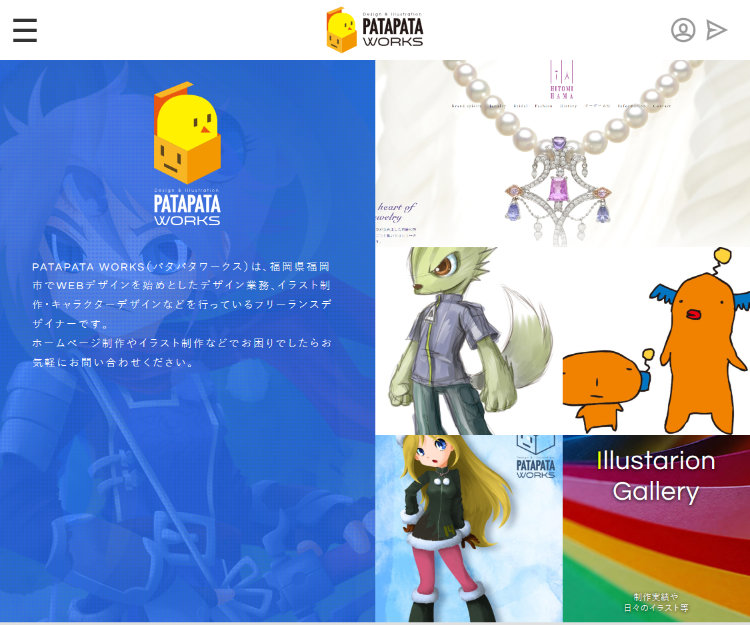 Design & Illustration
PATAPATA
WORKS
Design & Illustration
PATAPATA
WORKS
PATAPATA WORKS(パタパタワークス)は、福岡県福岡
市でWEBデザインを始めとしたデザイン業務、イラスト制
作・キャラクターデザインなどを行っているフリーランスデ
ザイナーです。
ホームページ制作やイラスト制作などでお困りでしたらお
気軽にお問い合わせください。
HITOMI
HAMA
heart of
PATAPATA
WORKS
Illustarion
Gallery
制作実績や
日々のイラスト等